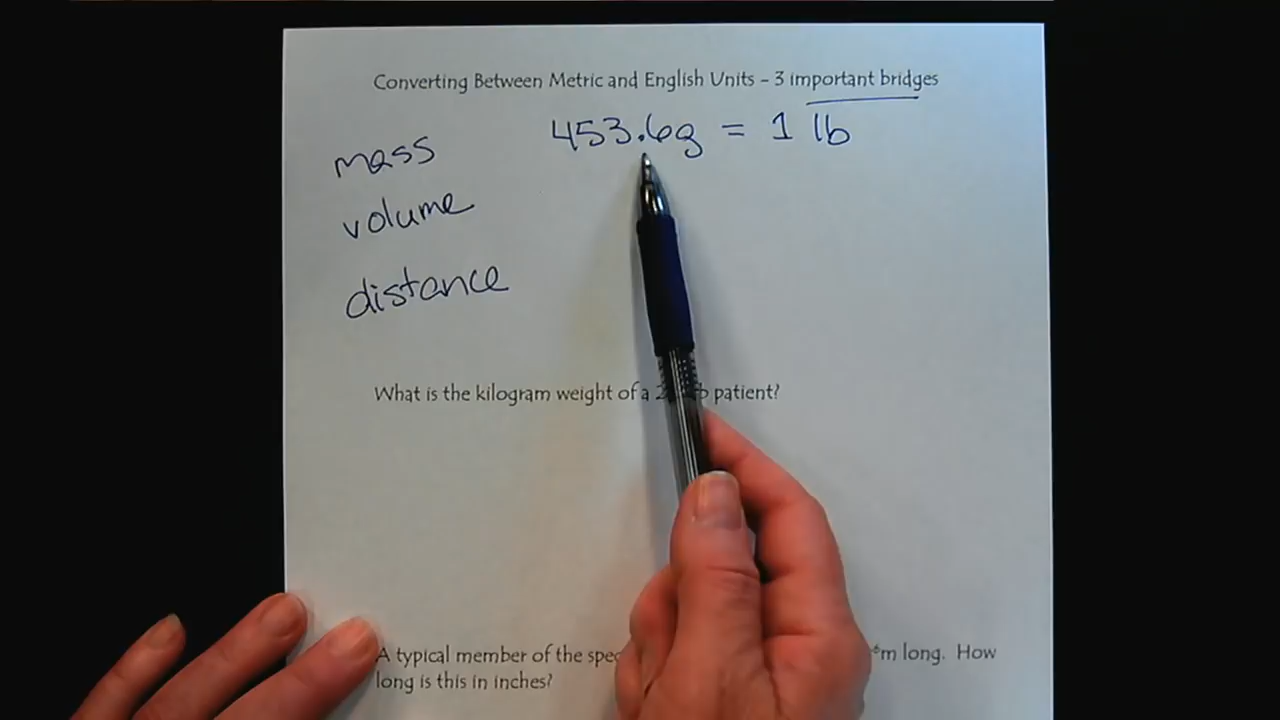 Converting Between Metric and English Units – 3 important bridges
mass 453.6g = 1 lb
volume
distance
What is the kilogram weight of a patient?
A typical member of the m long. How
long is this in inches?